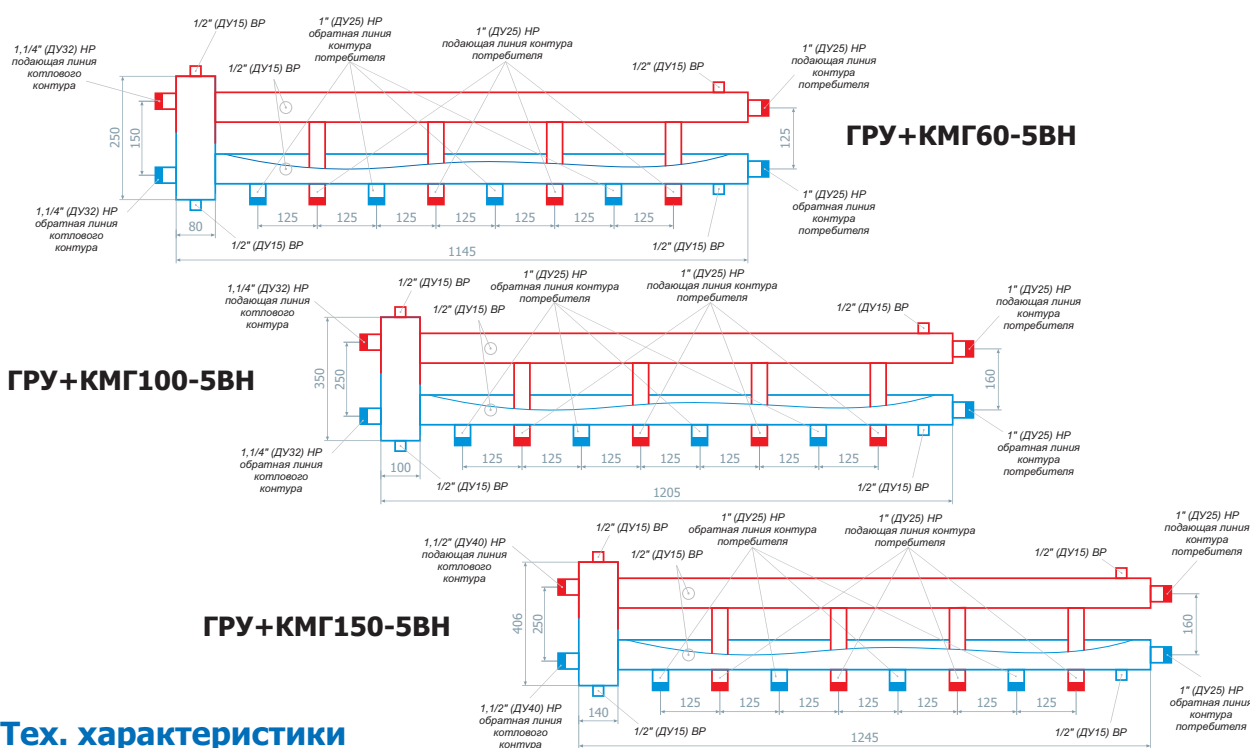 1/2" (ДУ15) ВР
1" (ДУ25) НР
обратная линия
контура
потребителя
1" (ДУ25) НР
подающая линия контура
потребителя
1,1/4" (ДУ32) НР
подающая линия
котлового
контура
1/2" (ДУ15) ВР
1/2" (ДУ15) ВР
1" (ДУ25) НР
подающая линия
контура
потребителя
ГРУ+КМГ60-5ВН
250
150
125
1,1/4" (ДУ32) НР
обратная линия
котлового
контура
80
1/2" (ДУ15) ВР
125
125
125
125
125
125
125
1/2" (ДУ15) ВР
1" (ДУ25) НР
обратная линия
контура
потребителя
1145
1,1/4" (ДУ32) НР
подающая линия
котлового
контура
1/2" (ДУ15) ВР
1" (ДУ25) НР
обратная линия контура
потребителя
1" (ДУ25) НР
подающая линия контура
потребителя
1/2" (ДУ15) ВР
1/2" (ДУ15) ВР
1" (ДУ25) НР
подающая линия
контура
потребителя
ГРУ+КМГ100-5ВН
350
250
160
1,1/4" (ДУ32) НР
обратная линия
котлового
контура
100
1/2" (ДУ15) ВР
125
125
125
125
125
125
125
1/2" (ДУ15) ВР
1" (ДУ25) НР
обратная линия
контура
потребителя
1205
1,1/2" (ДУ40) НР
подающая линия
котлового
контура
1/2" (ДУ15) ВР
1" (ДУ25) НР
обратная линия контура
потребителя
1" (ДУ25) НР
подающая линия контура
потребителя
1/2" (ДУ15) ВР
1/2" (ДУ15) ВР
1" (ДУ25) НР
подающая линия
контура
потребителя
ГРУ+КМГ150-5ВН
406
250
160
1,1/2" (ДУ40) НР
обратная линия
котлового
контура
140
1/2" (ДУ15) ВР
125
125
125
125
125
125
125
1/2" (ДУ15) ВР
1" (ДУ25) НР
обратная линия
контура
потребителя
1245
Тех. характеристики